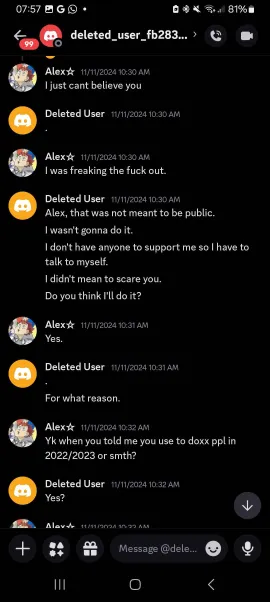 07:57
81%
99
deleted_user_fb283...
Alex☆ 11/11/2024 10:30 AM
I just cant believe you
Deleted User 11/11/2024 10:30 AM
.
Alex☆ 11/11/2024 10:30 AM
I was freaking the fuck out.
Deleted User 11/11/2024 10:30 AM
Alex, that was not meant to be public.
I wasn't gonna do it.
I don't have anyone to support me so I have to
talk to myself.
I didn't mean to scare you.
Do you think I'll do it?
Alex☆ 11/11/2024 10:31 AM
Yes.
Deleted User 11/11/2024 10:31 AM
.
For what reason.
Alex☆ 11/11/2024 10:32 AM
Yk when you told me you use to doxx ppl in
2022/2023 or smth?
Deleted User 11/11/2024 10:32 AM
Yes?
Alex☆ 11/11/2024 10:33 AM
Message @dele...